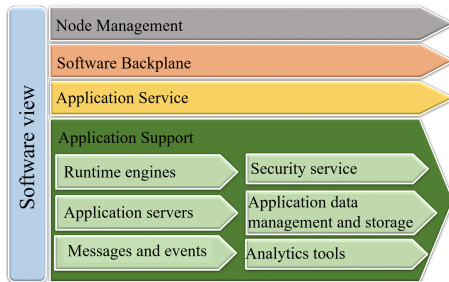 Software view
Node Management
Software Backplane
Application Service
Application Support
Runtime engines
Security service
Application servers
Application data
management and storage
Messages and events
Analytics tools